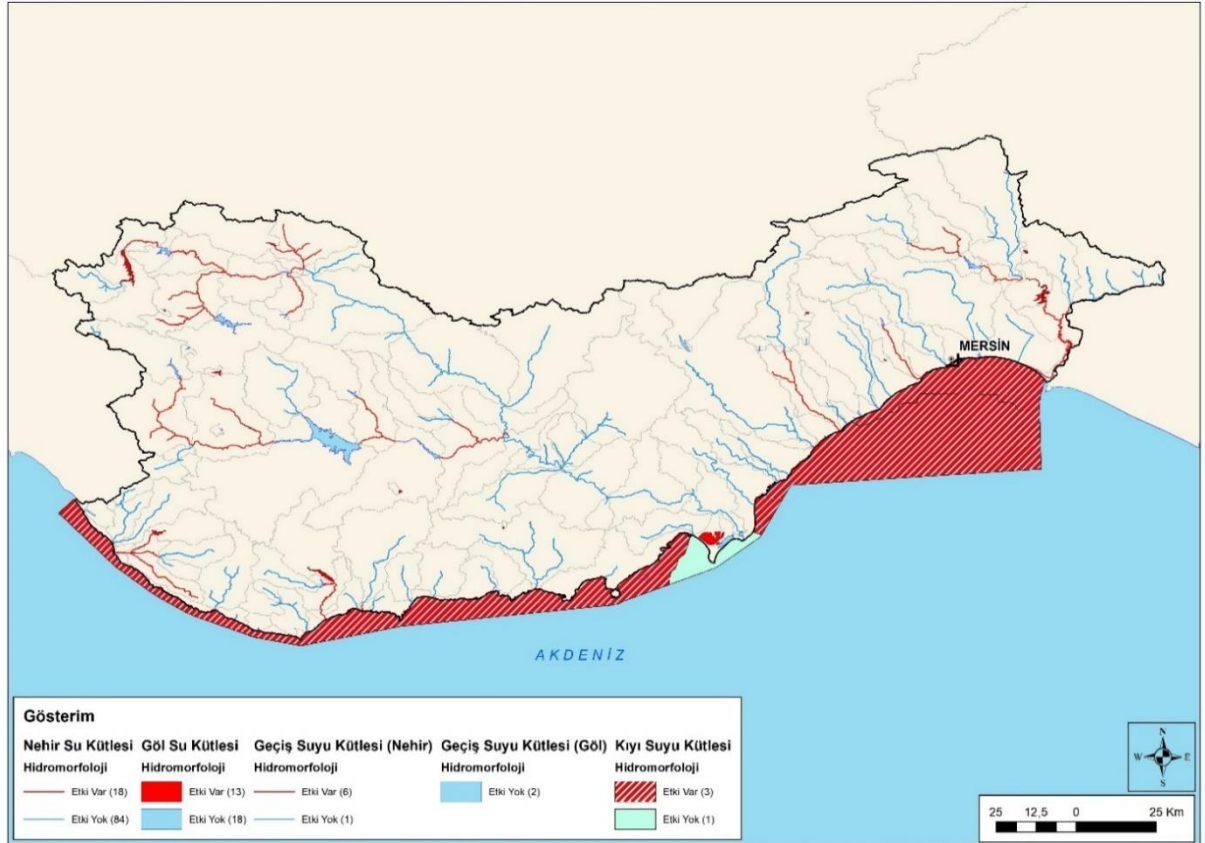 MERSİN
AKDENİZ
Gösterim
Nehir Su Kütlesi Göl Su Kütlesi Geçiş Suyu Kütlesi (Nehir) Geçiş Suyu Kütlesi (Göl) Kıyı Suyu Kütlesi
Hidromorfoloji Hidromorfoloji Hidromorfoloji Hidromorfoloji Hidromorfoloji
Etki Var (18) Etki Var (13) Etki Var (6) Etki Yok (2) Etki Var (3)
Etki Yok (84) Etki Yok (18) Etki Yok (1) Etki Yok (1)
N
W E
S
25 12,5 0 25 Km